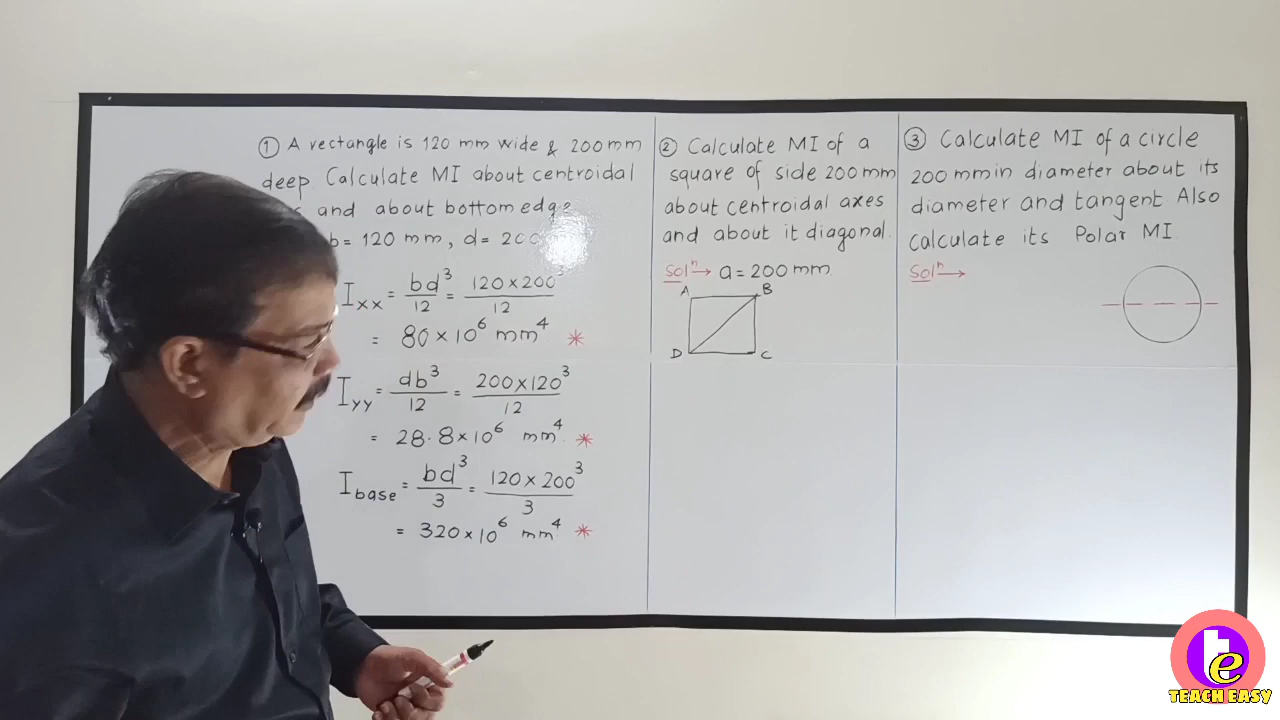 ① A rectangle is 120 mm wide & 200 mm
deep Calculate MI about centroidal
and about bottom edge
b = 120 mm, d = 200
Ixx = bd³/12 = 120×200³/12
= 80×10⁶ mm⁴ *
Iyy = db³/12 = 200×120³/12
= 28.8×10⁶ mm⁴ *
Ibase = bd³/3 = 120×200³/3
= 320×10⁶ mm⁴ *
② Calculate MI of a
square of side 200 mm
about centroidal axes
and about it diagonal.
Solⁿ→ a = 200 mm
A B
D C
③ Calculate MI of a circle
200 mm in diameter about its
diameter and tangent Also
Calculate its Polar MI
Solⁿ→
te
TEACH EASY